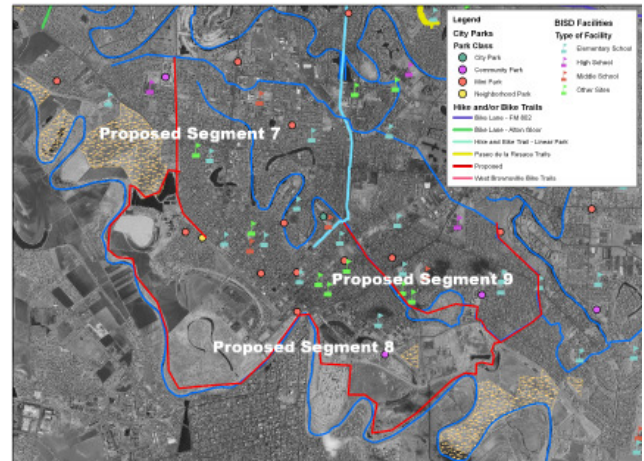 Legend
City Parks
Park Class
City Park
Community Park
Mini Park
Neighborhood Park
Hike and/or Bike Trails
Bike Lane - FM 802
Bike Lane - Alton Gloor
Hike and Bike Trail - Linear Park
Paseo de la Resaca Trails
Proposed
West Brownsville Bike Trails
BISD Facilities
Type of Facility
Elementary School
High School
Middle School
Other Sites
Proposed Segment 7
Proposed Segment 9
Proposed Segment 8